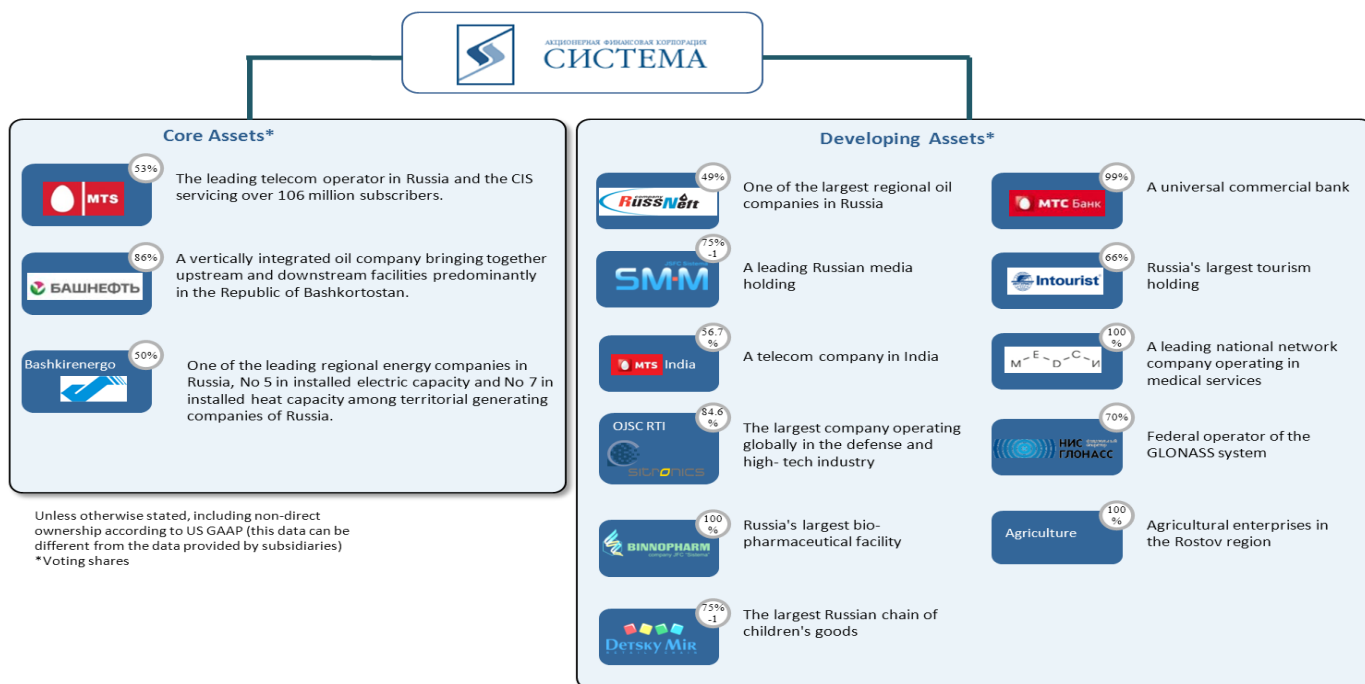 АКЦИОНЕРНАЯ ФИНАНСОВАЯ КОРПОРАЦИЯ
СИСТЕМА
Core Assets*
53%
МТS
The leading telecom operator in Russia and the CIS
servicing over 106 million subscribers.
86%
БАШНЕФТЬ
A vertically integrated oil company bringing together
upstream and downstream facilities predominantly
in the Republic of Bashkortostan.
50%
Bashkirenergo
One of the leading regional energy companies in
Russia, No 5 in installed electric capacity and No 7 in
installed heat capacity among territorial generating
companies of Russia.
Unless otherwise stated, including non-direct
ownership according to US GAAP (this data can be
different from the data provided by subsidiaries)
*Voting shares
Developing Assets*
49%
RussNeft
One of the largest regional oil
companies in Russia
75%
-1
JSFC Sistema
SMM
A leading Russian media
holding
56.7
%
MTS India
A telecom company in India
84.6
%
OJSC RTI
sitronics
The largest company operating
globally in the defense and
high- tech industry
100
%
BINNOPHARM
company JFC "Sistema"
Russia's largest bio-
pharmaceutical facility
75%
-1
DETSKY MIR
The largest Russian chain of
children's goods
99%
МТС Банк
A universal commercial bank
66%
Intourist
Russia's largest tourism
holding
100
%
МЕDСИ
A leading national network
company operating in
medical services
70%
НИС
ГЛОНАСС
Federal operator of the
GLONASS system
100
%
Agriculture
Agricultural enterprises in
the Rostov region